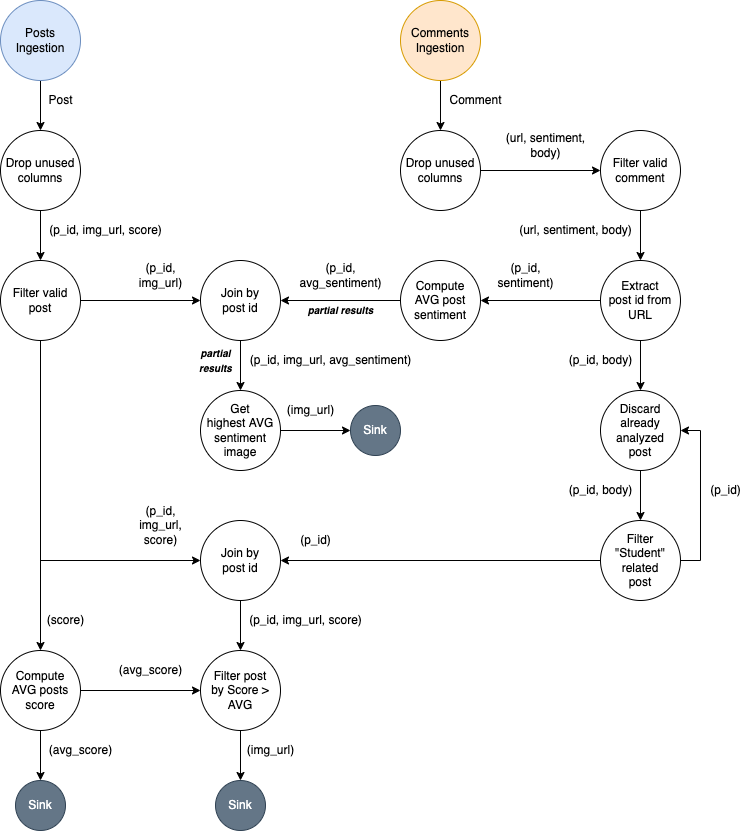 Posts
Ingestion
Comments
Ingestion
Post
Comment
Drop unused
columns
Drop unused
columns
(url, sentiment,
body)
Filter valid
comment
(p_id, img_url, score)
(url, sentiment, body)
Filter valid
post
(p_id,
img_url)
Join by
post id
(p_id,
avg_sentiment)
partial results
Compute
AVG post
sentiment
(p_id,
sentiment)
Extract
post id from
URL
partial
results
(p_id, img_url, avg_sentiment)
(p_id, body)
Get
highest AVG
sentiment
image
(img_url)
Sink
Discard
already
analyzed
post
(p_id, body)
(p_id)
(p_id,
img_url,
score)
Join by
post id
(p_id)
Filter
"Student"
related
post
(score)
(p_id, img_url, score)
Compute
AVG posts
score
(avg_score)
Filter post
by Score >
AVG
(avg_score)
(img_url)
Sink
Sink